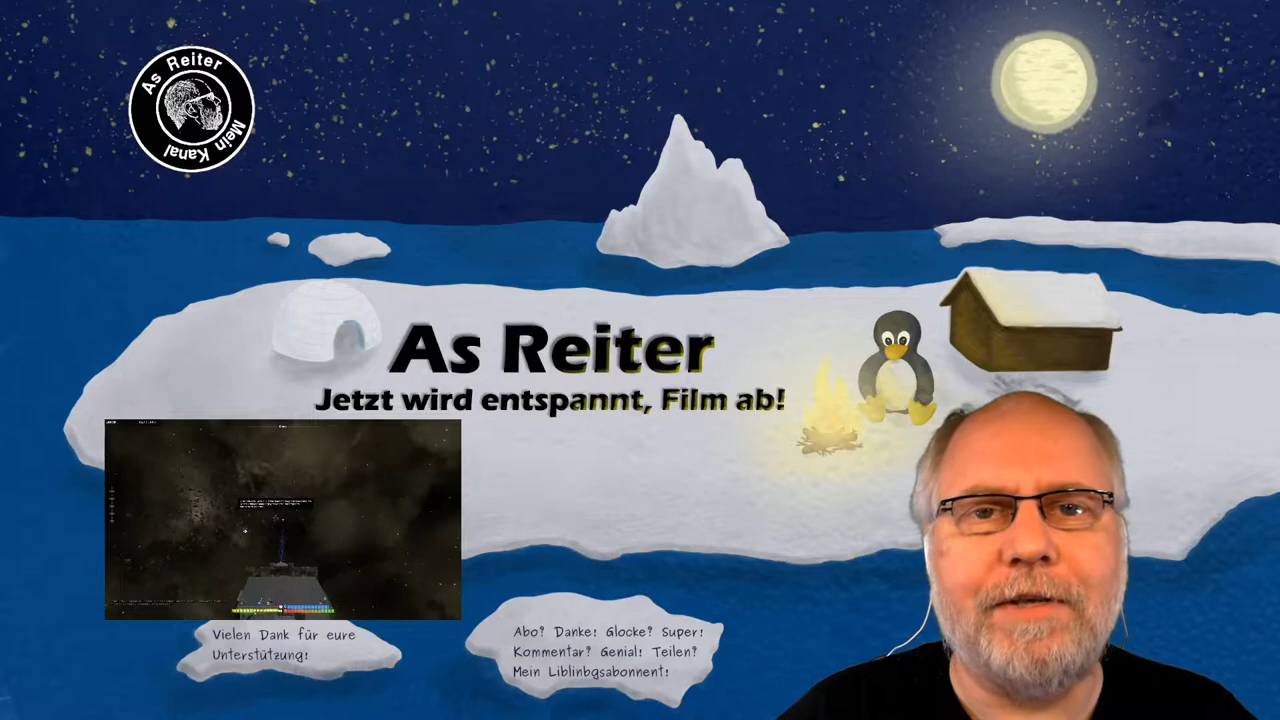 As Reiter
Mein Kanal
As Reiter
Jetzt wird entspannt, Film ab!
Vielen Dank für eure
Unterstützung!
Abo? Danke! Glocke? Super!
Kommentar? Genial! Teilen?
Mein Liblinbgsabonnent!